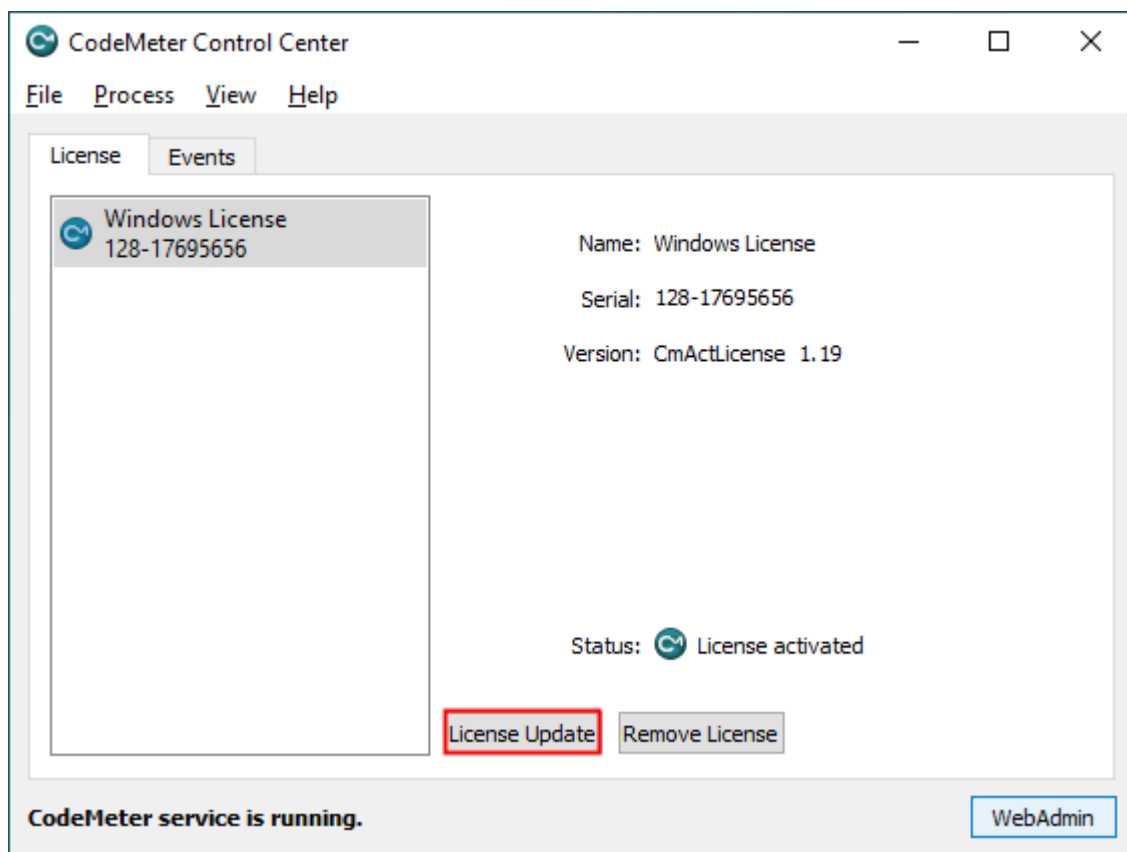 CodeMeter Control Center
File Process View Help
License Events
Windows License
128-17695656
Name: Windows License
Serial: 128-17695656
Version: CmActLicense 1.19
Status: License activated
License Update Remove License
CodeMeter service is running.
WebAdmin